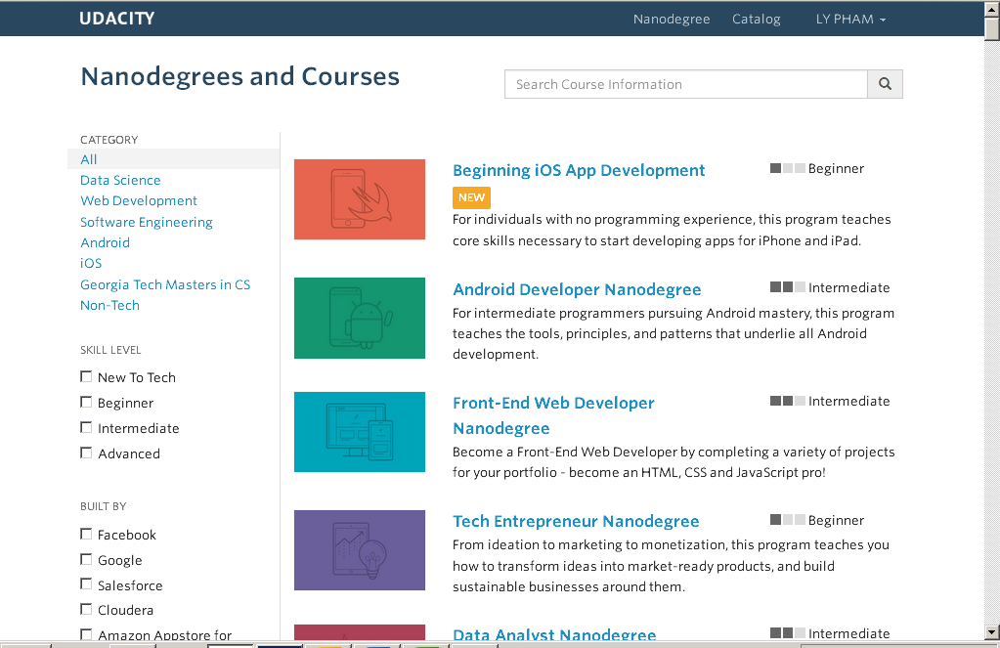 UDACITY
Nanodegree
Catalog
LY PHAM
Nanodegrees and Courses
Search Course Information
CATEGORY
All
Data Science
Web Development
Software Engineering
Android
iOS
Georgia Tech Masters in CS
Non-Tech
SKILL LEVEL
New To Tech
Beginner
Intermediate
Advanced
BUILT BY
Facebook
Google
Salesforce
Cloudera
Amazon Appstore for
Beginning iOS App Development
Beginner
NEW
For individuals with no programming experience, this program teaches
core skills necessary to start developing apps for iPhone and iPad.
Android Developer Nanodegree
Intermediate
For intermediate programmers pursuing Android mastery, this program
teaches the tools, principles, and patterns that underlie all Android
development.
Front-End Web Developer
Nanodegree
Intermediate
Become a Front-End Web Developer by completing a variety of projects
for your portfolio - become an HTML, CSS and JavaScript pro!
Tech Entrepreneur Nanodegree
Beginner
From ideation to marketing to monetization, this program teaches you
how to transform ideas into market-ready products, and build
sustainable businesses around them.
Data Analyst Nanodegree
Intermediate